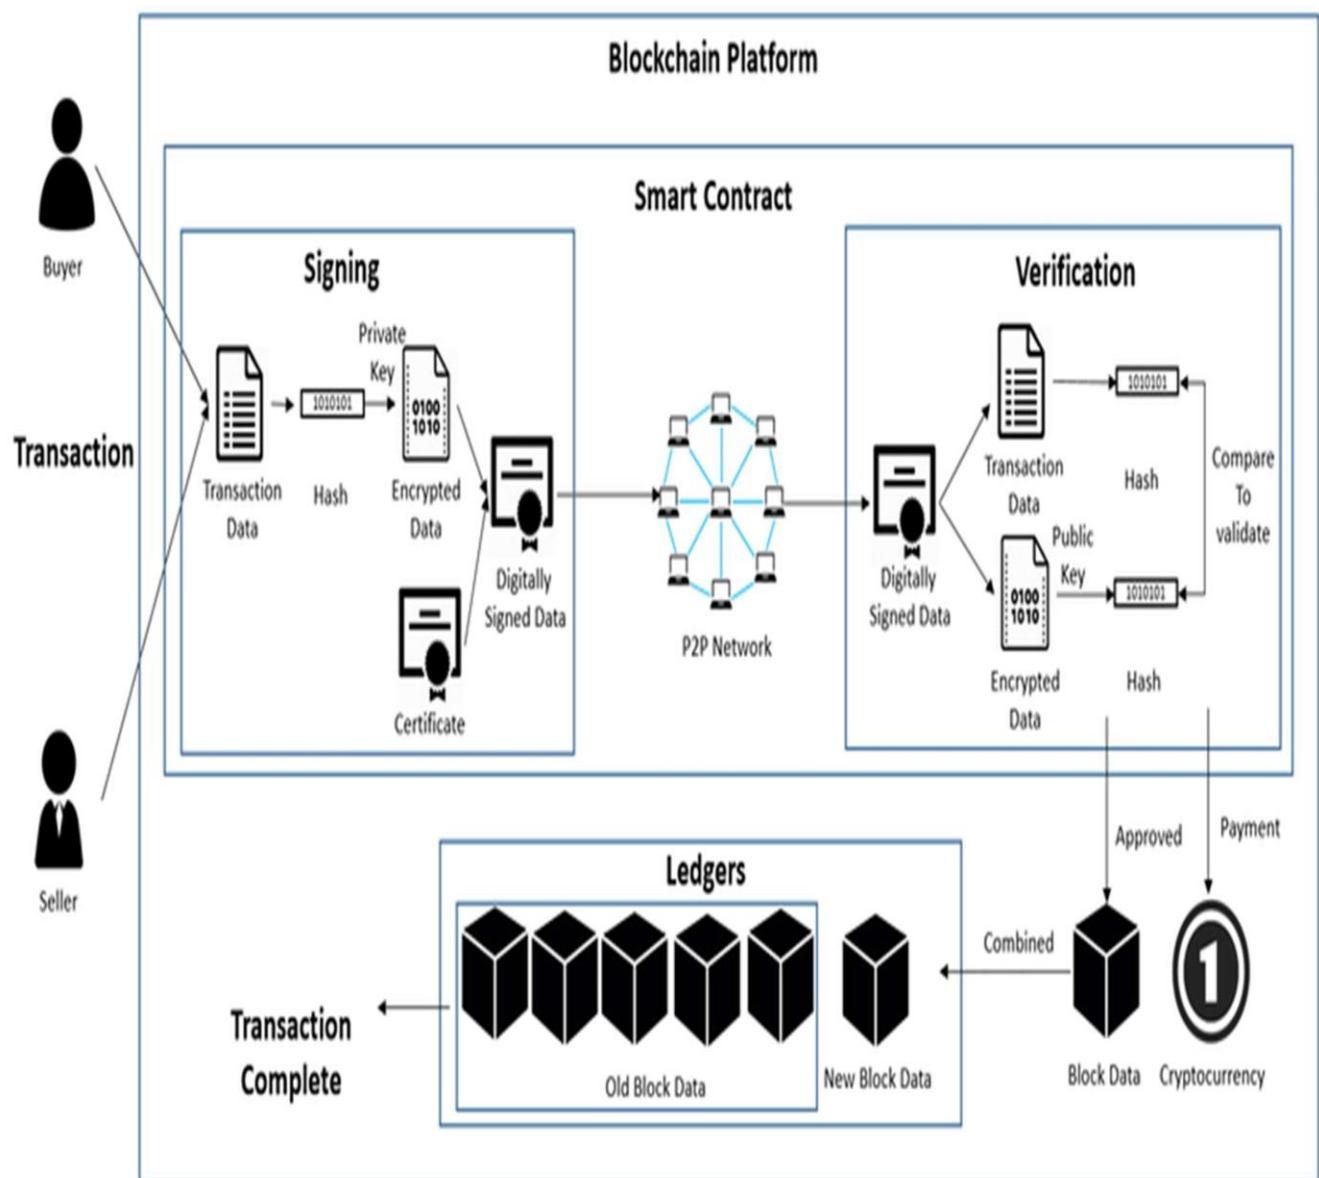 Blockchain Platform
Smart Contract
Buyer
Transaction
Seller
Signing
Private
Key
1010101
0100
1010
Transaction
Data
Hash
Encrypted
Data
Digitally
Signed Data
Certificate
P2P Network
Verification
Digitally
Signed Data
Transaction
Data
1010101
Hash
Compare
To
validate
Public
Key
0100
1010
1010101
Encrypted
Data
Hash
Approved
Payment
Ledgers
Combined
1
Block Data
Cryptocurrency
Old Block Data
New Block Data
Transaction
Complete